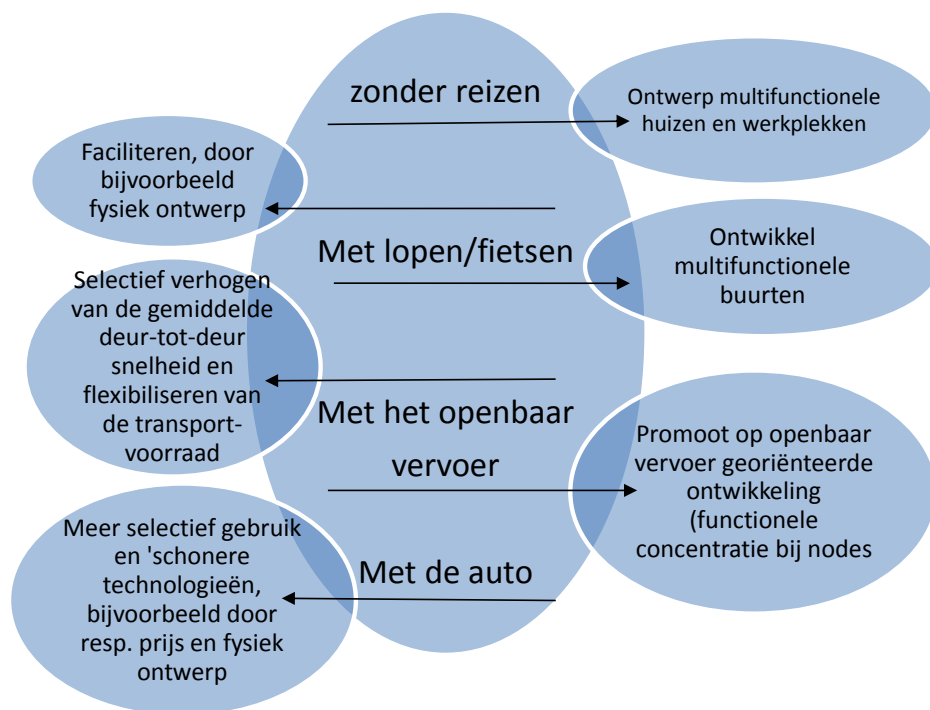 zonder reizen
Ontwerp multifunctionele
huizen en werkplekken
Faciliteren, door
bijvoorbeeld
fysiek ontwerp
Met lopen/fietsen
Ontwikkel
multifunctionele
buurten
Selectief verhogen
van de gemiddelde
deur-tot-deur
snelheid en
flexibiliseren van
de transport-
voorraad
Met het openbaar
vervoer
Promoot op openbaar
vervoer georiënteerde
ontwikkeling
(functionele
concentratie bij nodes
Meer selectief gebruik
en 'schonere
technologieën,
bijvoorbeeld door
resp. prijs en fysiek
ontwerp
Met de auto